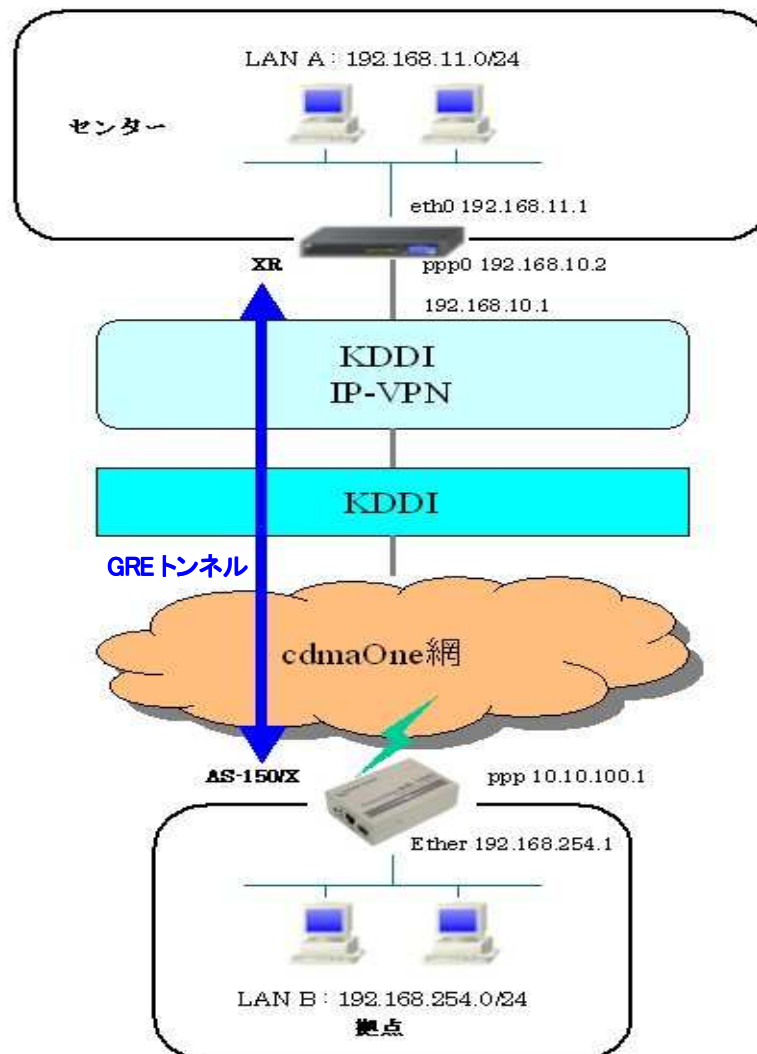 LAN A：192.168.11.0/24
センター
eth0 192.168.11.1
XR
ppp0 192.168.10.2
192.168.10.1
KDDI
IP-VPN
KDDI
GREトンネル
cdmaOne網
AS-150/X
ppp 10.10.100.1
Ether 192.168.254.1
LAN B：192.168.254.0/24
拠点